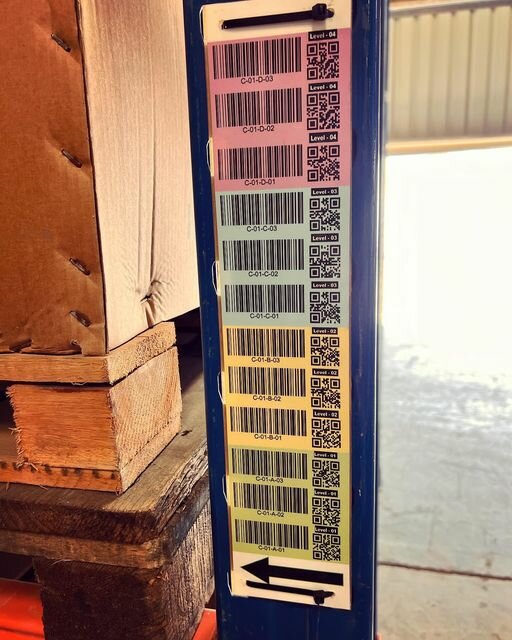 Level - 04
C-01-D-03
Level - 04
C-01-D-02
Level - 04
C-01-D-01
Level - 03
C-01-C-03
Level - 03
C-01-C-02
Level - 03
C-01-C-01
Level - 02
C-01-B-03
Level - 02
C-01-B-02
Level - 02
C-01-B-01
Level - 01
C-01-A-03
Level - 01
C-01-A-02
Level - 01
C-01-A-01